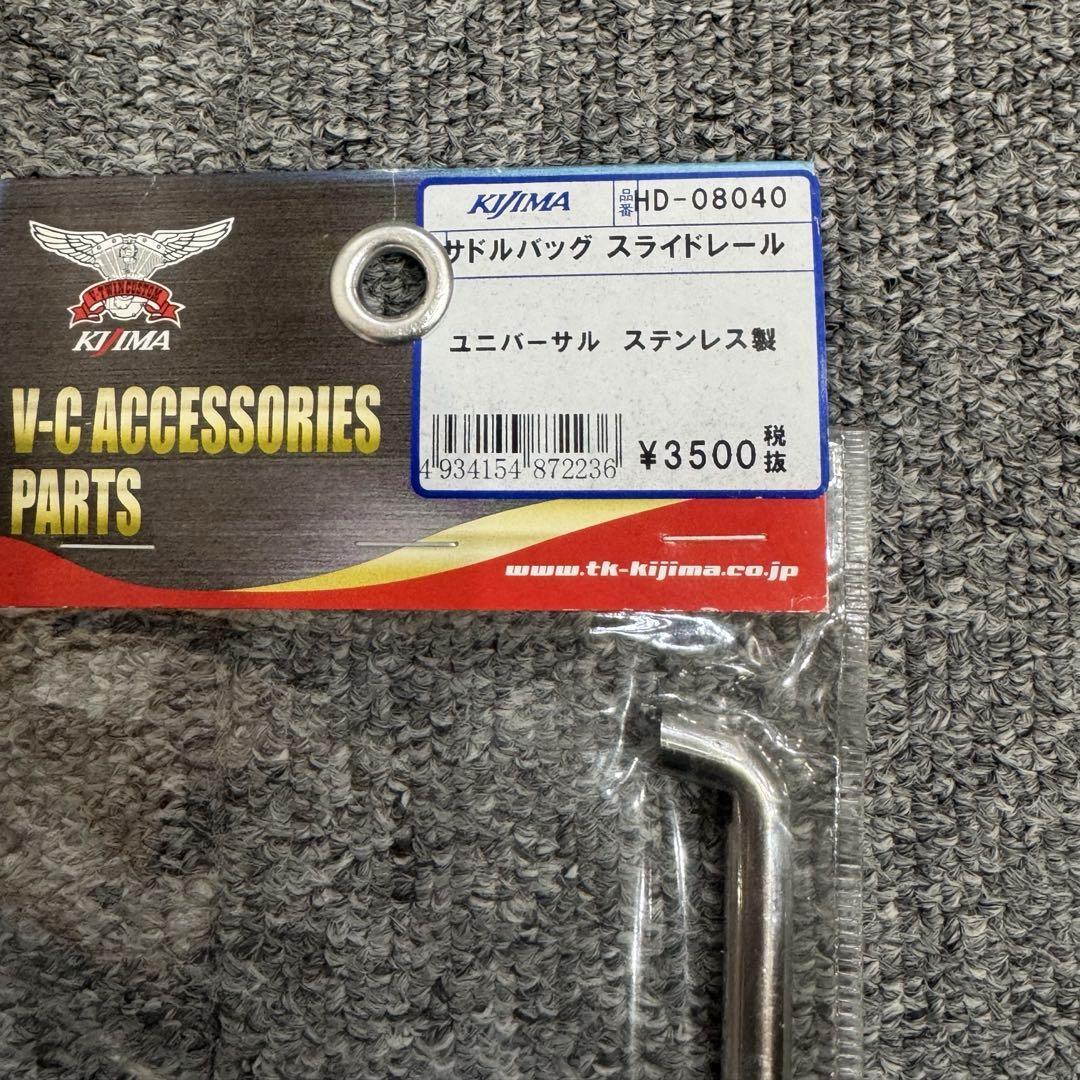 V-TWIN CUSTOM
KIJIMA
V-C ACCESSORIES
PARTS
KIJIMA 品番 HD-08040
サドルバッグ スライドレール
ユニバーサル ステンレス製
4 934154 872236
¥3500 税抜
www.tk-kijima.co.jp